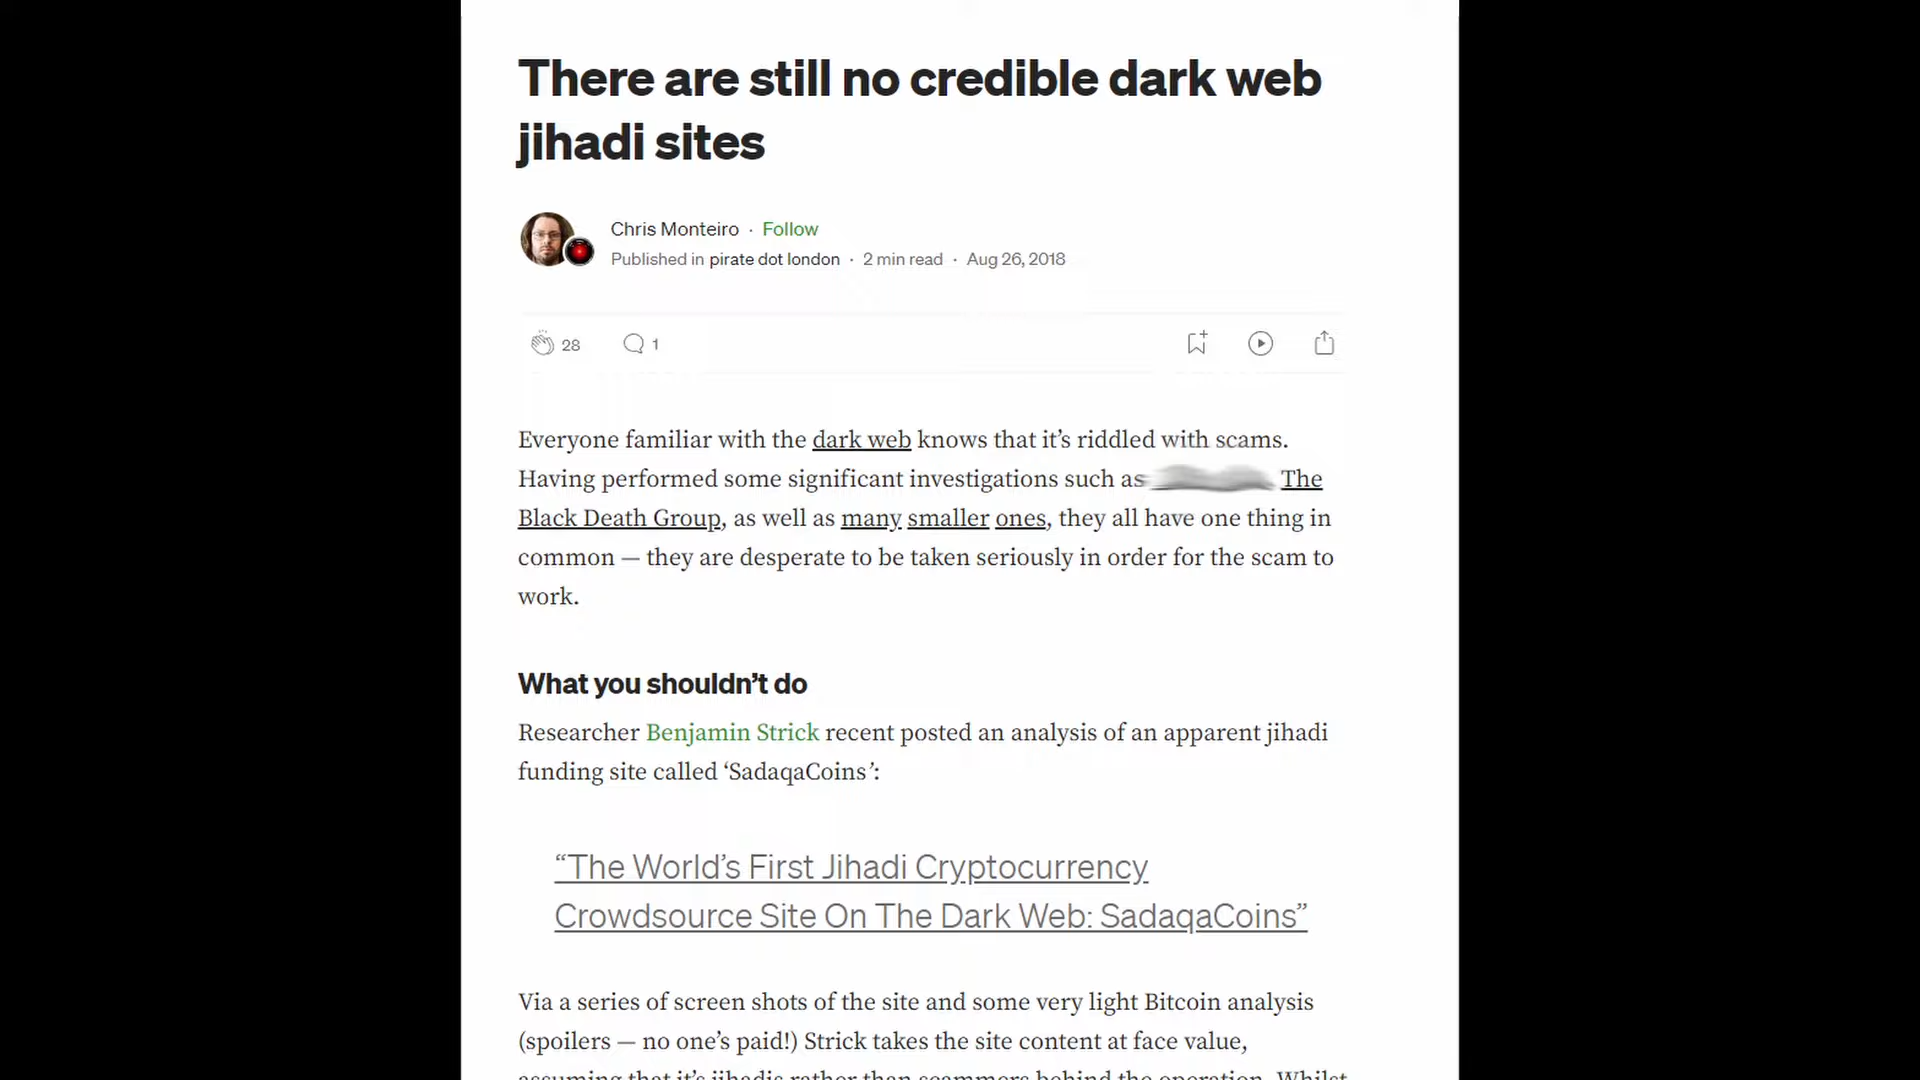 There are still no credible dark web
jihadi sites
Chris Monteiro · Follow
Published in pirate dot london · 2 min read · Aug 26, 2018
28
1
Everyone familiar with the dark web knows that it’s riddled with scams.
Having performed some significant investigations such as The
Black Death Group, as well as many smaller ones, they all have one thing in
common — they are desperate to be taken seriously in order for the scam to
work.
What you shouldn’t do
Researcher Benjamin Strick recent posted an analysis of an apparent jihadi
funding site called ‘SadaqaCoins’:
“The World’s First Jihadi Cryptocurrency
Crowdsource Site On The Dark Web: SadaqaCoins”
Via a series of screen shots of the site and some very light Bitcoin analysis
(spoilers — no one’s paid!) Strick takes the site content at face value,
assuming that it’s jihadis rather than scammers behind the operation. Whilst